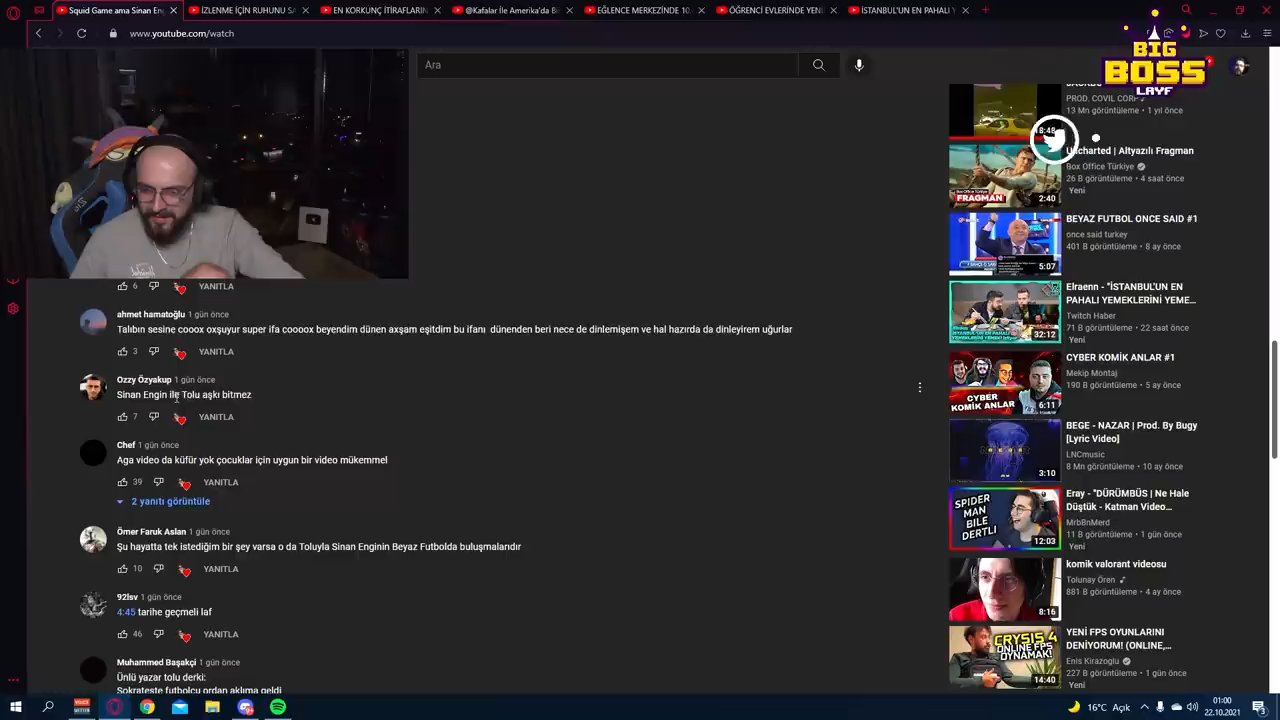 Squid Game ama Sinan En
İZLENME İÇİN RUHUNU SA
EN KORKUNÇ İTİRAFLARIN
@Kafalar İle Amerika'da B
EĞLENCE MERKEZİNDE 10
ÖĞRENCİ EVLERİNDE YEN
İSTANBUL'UN EN PAHALI Y
www.youtube.com/watch
BIG
BOSS
LAYF
Ara
6 YANITLA
ahmet hamatoğlu 1 gün önce
Talıbın sesine cooox oxşuyur super ifa coooox beyendim dünen axşam eşitdim bu ifanı dünenden beri nece de dinlemişem ve hal hazırda da dinleyirem uğurlar
3 YANITLA
Ozzy Özyakup 1 gün önce
Sinan Engin ile Tolu aşkı bitmez
7 YANITLA
Chef 1 gün önce
Aga video da küfür yok çocuklar için uygun bir video mükemmel
39 YANITLA
2 yanıtı görüntüle
Ömer Faruk Aslan 1 gün önce
Şu hayatta tek istediğim bir şey varsa o da Toluyla Sinan Enginin Beyaz Futbolda buluşmalarıdır
10 YANITLA
92lsv 1 gün önce
4:45 tarihe geçmeli laf
46 YANITLA
Muhammed Başakçi 1 gün önce
Ünlü yazar tolu derki:
Sokrateste futbolcu ordan aklıma geldi
PROD. COVIL CORP
13 Mn görüntüleme • 1 yıl önce
18:48
Uncharted | Altyazılı Fragman
Box Office Türkiye
26 B görüntüleme • 4 saat önce
Yeni
FRAGMAN
2:40
BEYAZ FUTBOL ONCE SAID #1
once said turkey
401 B görüntüleme • 8 ay önce
5:07
Elraenn - "İSTANBUL'UN EN
PAHALI YEMEKLERİNİ YEME...
Twitch Haber
71 B görüntüleme • 22 saat önce
Yeni
32:12
CYBER KOMİK ANLAR #1
Mekip Montaj
190 B görüntüleme • 5 ay önce
CYBER
KOMİK ANLAR
6:11
BEGE - NAZAR | Prod. By Bugy
[Lyric Video]
LNCmusic
8 Mn görüntüleme • 10 ay önce
3:10
Eray - "DÜRÜMBÜS | Ne Hale
Düştük - Katman Video...
MrbBnMerd
11 B görüntüleme • 1 gün önce
Yeni
SPIDER
MAN
BILE
DERTLİ
12:03
komik valorant videosu
Tolunay Ören
881 B görüntüleme • 4 ay önce
8:16
YENİ FPS OYUNLARINI
DENİYORUM! (ONLINE,...
Enis Kirazoglu
227 B görüntüleme • 1 gün önce
Yeni
CRYSIS 4
ONLINE FPS
OYNAMAK!
14:40
16°C Açık
01:00
22.10.2021